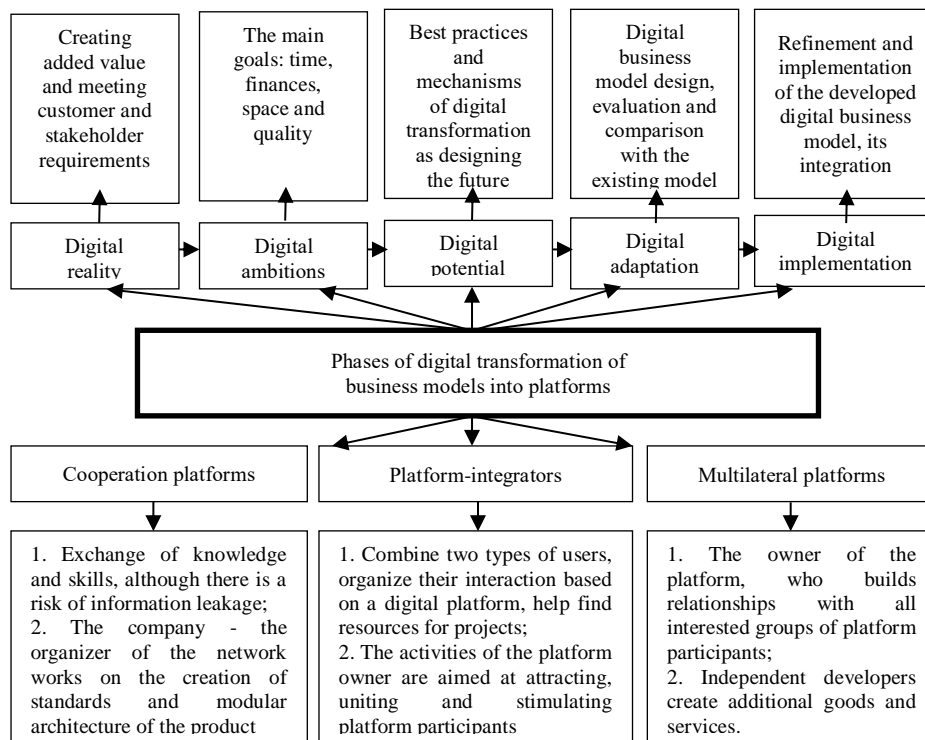 Creating
added value
and meeting
customer and
stakeholder
requirements
The main
goals: time,
finances,
space and
quality
Best practices
and
mechanisms
of digital
transformation
as designing
the future
Digital
business
model design,
evaluation and
comparison
with the
existing model
Refinement and
implementation
of the developed
digital business
model, its
integration
Digital
reality
Digital
ambitions
Digital
potential
Digital
adaptation
Digital
implementation
Phases of digital transformation of
business models into platforms
Cooperation platforms
Platform-integrators
Multilateral platforms
1. Exchange of knowledge
and skills, although there is a
risk of information leakage;
2. The company - the
organizer of the network
works on the creation of
standards and modular
architecture of the product
1. Combine two types of users,
organize their interaction based
on a digital platform, help find
resources for projects;
2. The activities of the platform
owner are aimed at attracting,
uniting and stimulating
platform participants
1. The owner of the
platform, who builds
relationships with all
interested groups of platform
participants;
2. Independent developers
create additional goods and
services.